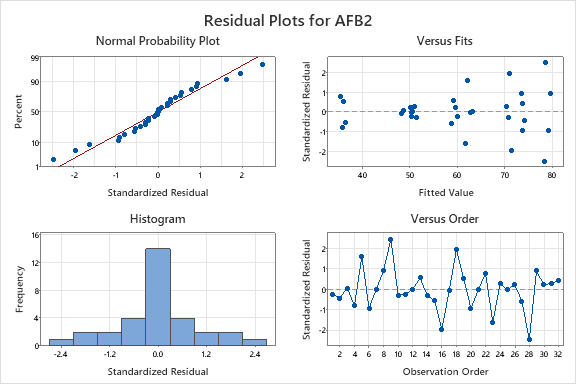 Residual Plots for AFB2
Normal Probability Plot
99
90
50
10
1
Percent
-2 -1 0 1 2
Standardized Residual
Versus Fits
2
1
0
-1
-2
Standardized Residual
40 50 60 70 80
Fitted Value
Histogram
16
12
8
4
0
Frequency
-2.4 -1.2 0.0 1.2 2.4
Standardized Residual
Versus Order
2
1
0
-1
-2
Standardized Residual
2 4 6 8 10 12 14 16 18 20 22 24 26 28 30 32
Observation Order